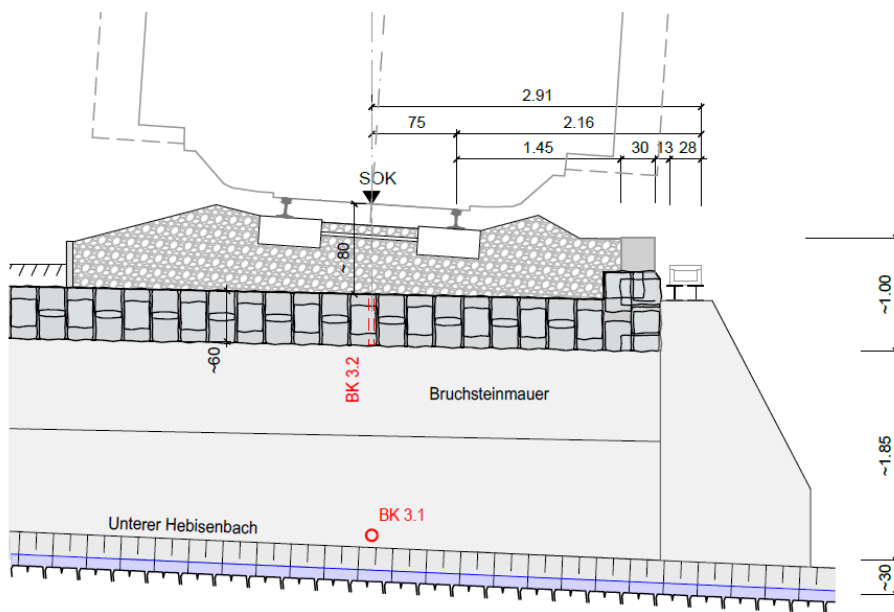 2.91
75
2.16
1.45
30
13
28
SOK
~ 80
~1.00
~60
BK 3.2
Bruchsteinmauer
~1.85
BK 3.1
Unterer Hebisenbach
~30